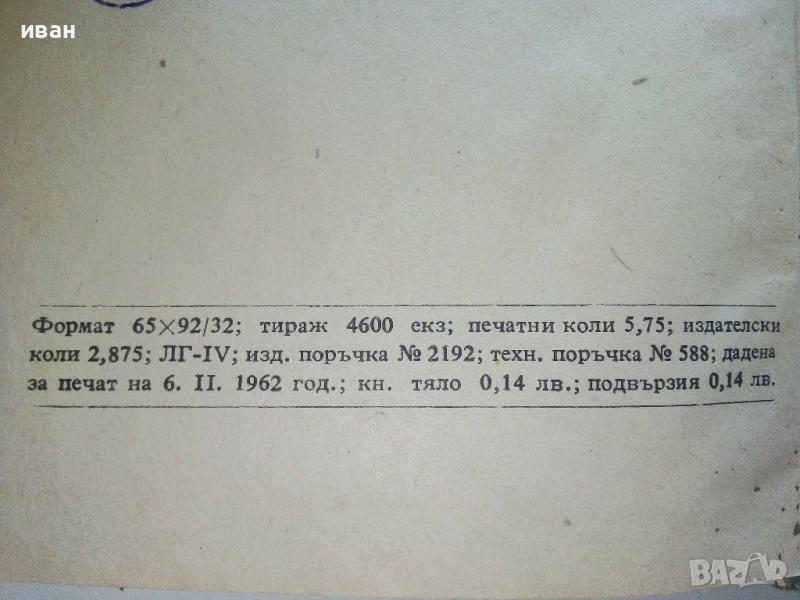 иван
Формат 65×92/32; тираж 4600 екз; печатни коли 5,75; издателски
коли 2,875; ЛГ-IV; изд. поръчка № 2192; техн. поръчка № 588; дадена
за печат на 6. II. 1962 год.; кн. тяло 0,14 лв.; подвързия 0,14 лв.
BAZAR